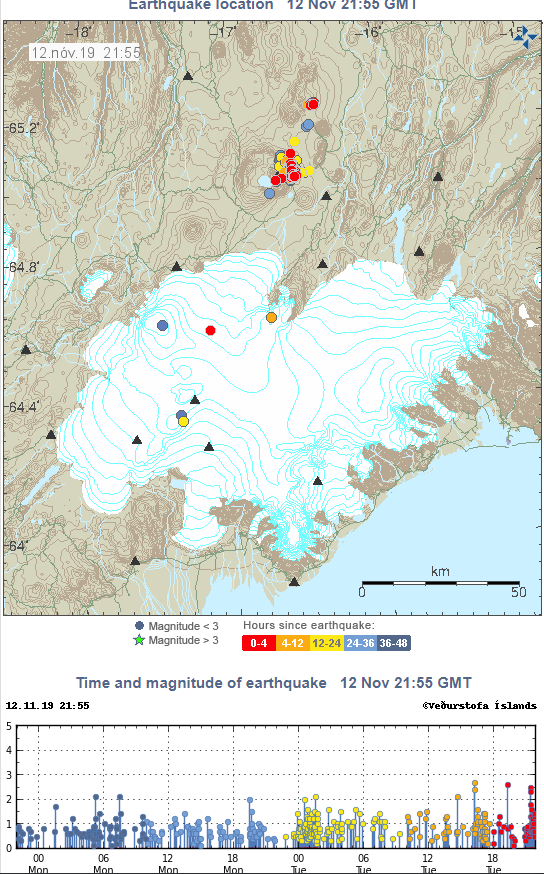 Earthquake location 12 Nov 21:55 GMT
-18° -17° -16° -15°
12.nóv.19 21:55
65.2°
64.8°
64.4°
64°
km
0 50
Magnitude < 3
Magnitude > 3
Hours since earthquake:
0-4 4-12 12-24 24-36 36-48
Time and magnitude of earthquake 12 Nov 21:55 GMT
12.11.19 21:55 ©Veðurstofa Íslands
5
4
3
2
1
0
00 06 12 18 00 06 12 18
Mon Mon Mon Mon Tue Tue Tue Tue